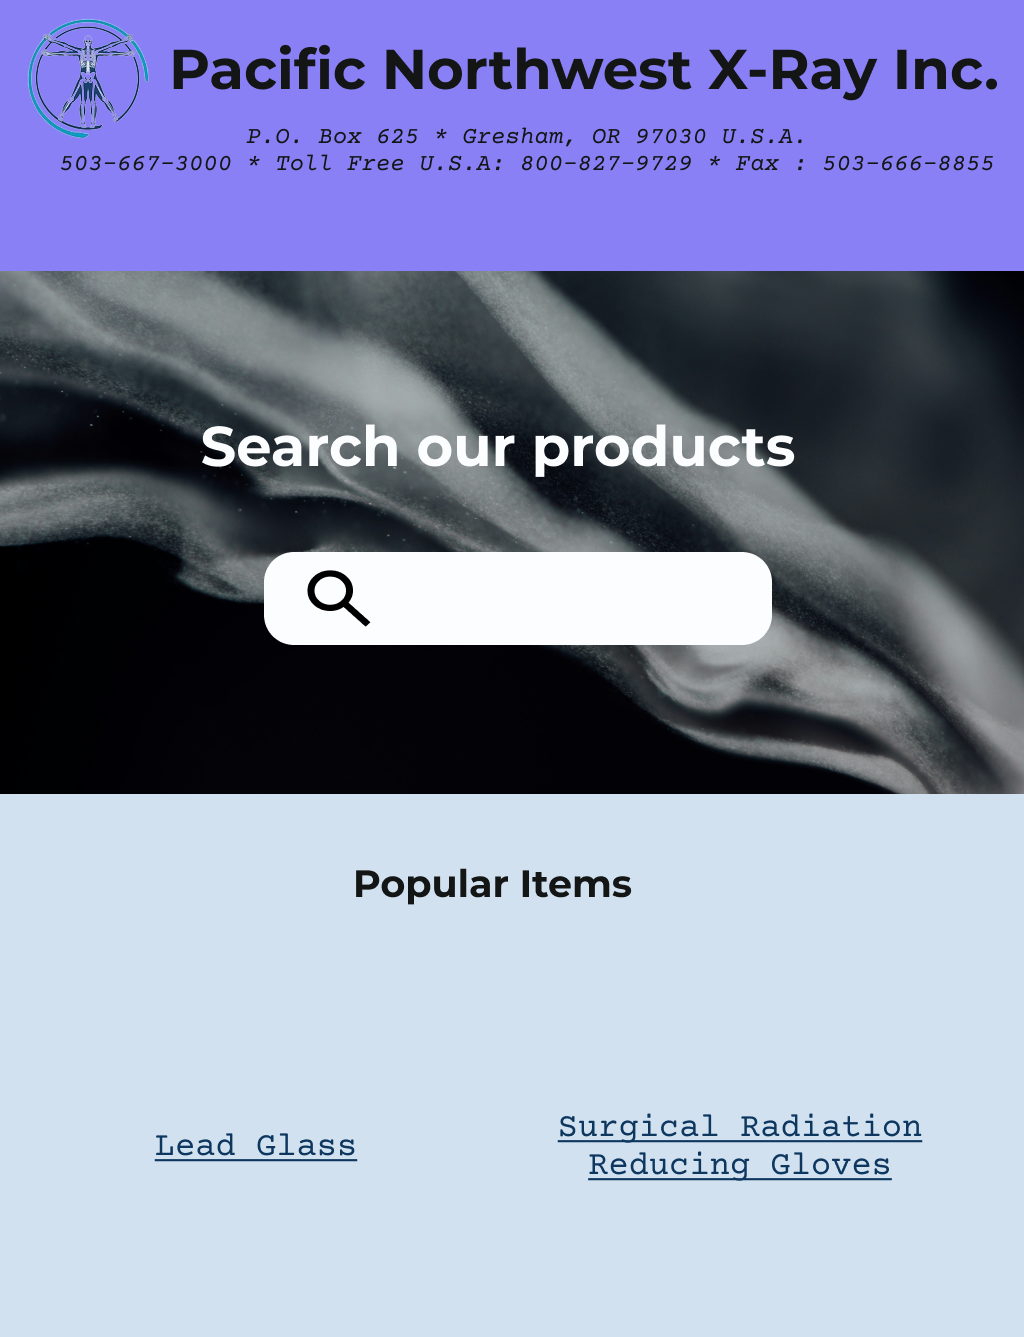 Pacific Northwest X-Ray Inc.
P.O. Box 625 * Gresham, OR 97030 U.S.A.
503-667-3000 * Toll Free U.S.A: 800-827-9729 * Fax : 503-666-8855
Search our products
Popular Items
Lead Glass
Surgical Radiation
Reducing Gloves